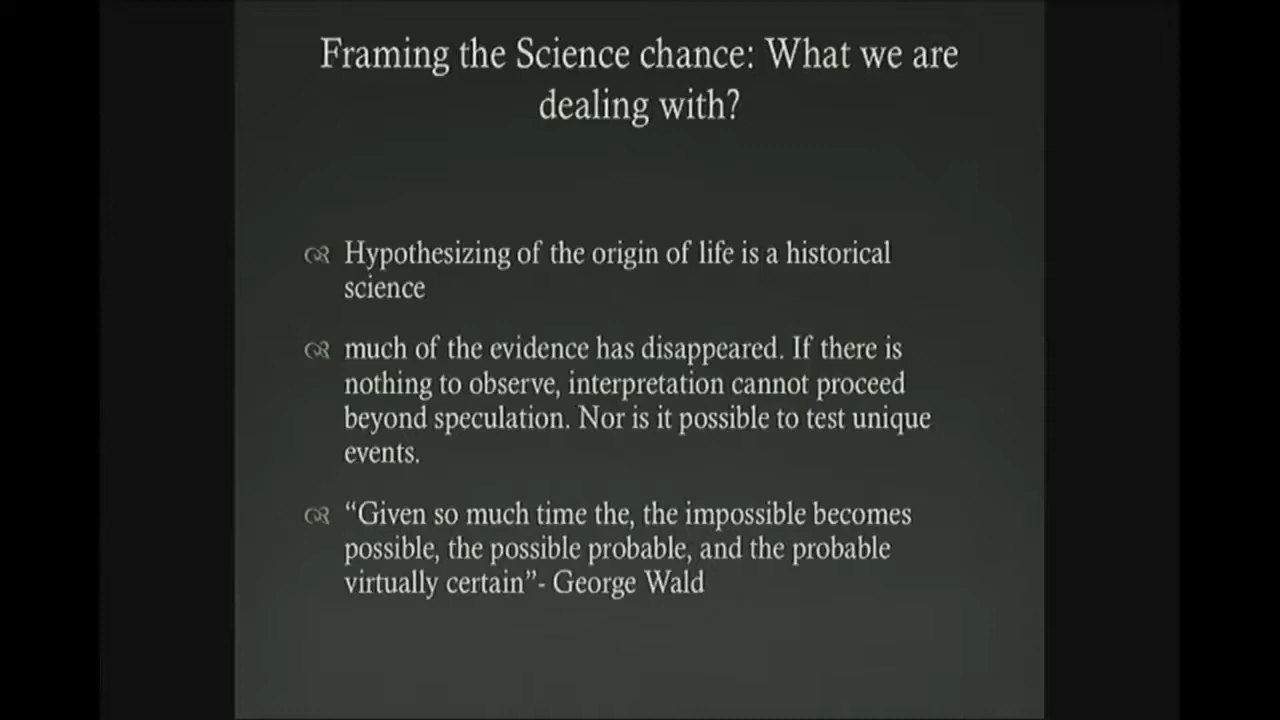 Framing the Science chance: What we are
dealing with?
Hypothesizing of the origin of life is a historical
science
much of the evidence has disappeared. If there is
nothing to observe, interpretation cannot proceed
beyond speculation. Nor is it possible to test unique
events.
“Given so much time the, the impossible becomes
possible, the possible probable, and the probable
virtually certain”- George Wald